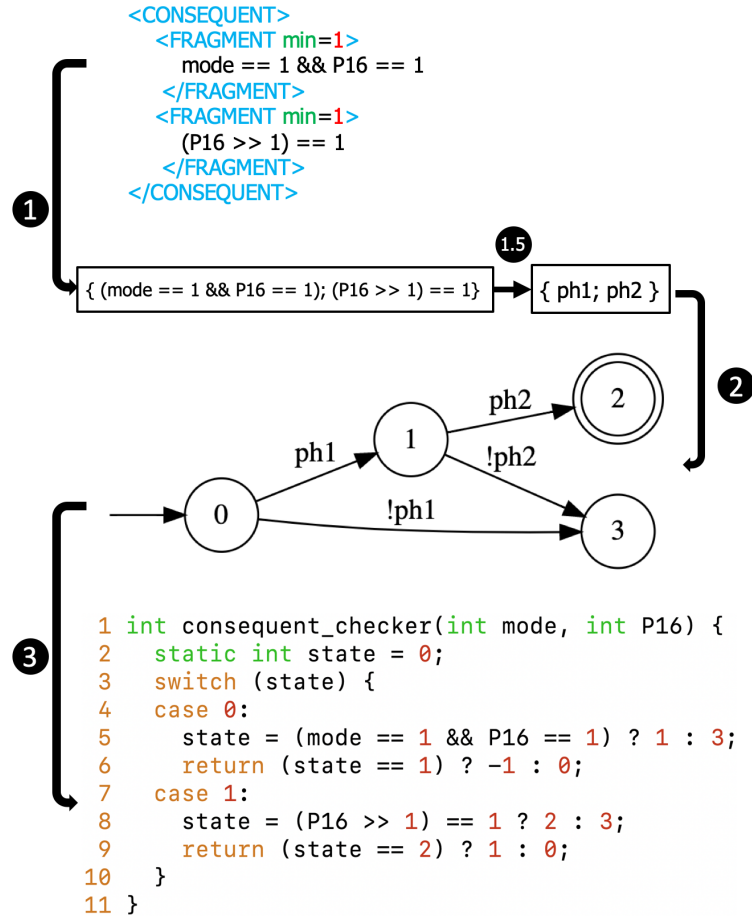 <CONSEQUENT>
<FRAGMENT min=1>
mode == 1 && P16 == 1
</FRAGMENT>
<FRAGMENT min=1>
(P16 >> 1) == 1
</FRAGMENT>
</CONSEQUENT>
1
1.5
{ (mode == 1 && P16 == 1); (P16 >> 1) == 1}
{ ph1; ph2 }
2
ph2
2
1
ph1
!ph2
0
!ph1
3
3
1 int consequent_checker(int mode, int P16) {
2 static int state = 0;
3 switch (state) {
4 case 0:
5 state = (mode == 1 && P16 == 1) ? 1 : 3;
6 return (state == 1) ? -1 : 0;
7 case 1:
8 state = (P16 >> 1) == 1 ? 2 : 3;
9 return (state == 2) ? 1 : 0;
10 }
11 }